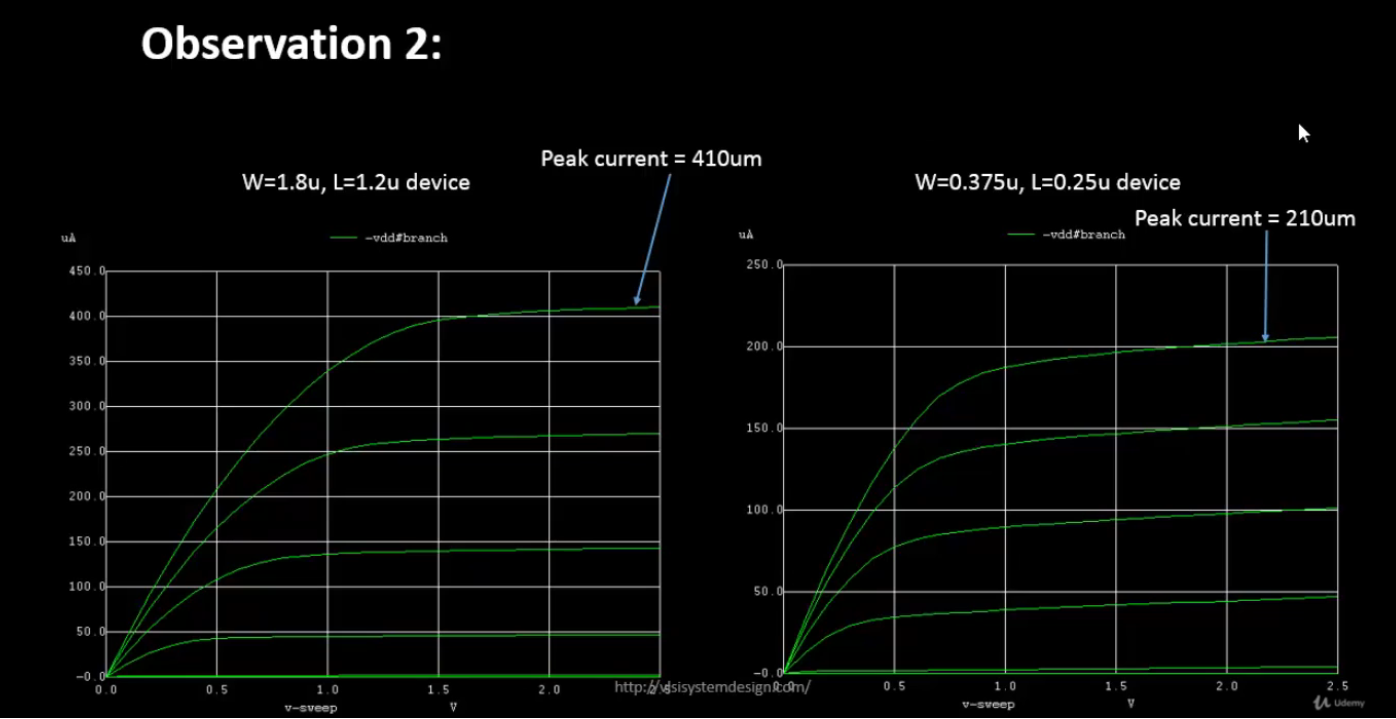 Observation 2:
Peak current = 410um
W=1.8u, L=1.2u device
W=0.375u, L=0.25u device
Peak current = 210um
uA
-vdd#branch
450.0
400.0
350.0
300.0
250.0
200.0
150.0
100.0
50.0
-0.0
0.0 0.5 1.0 1.5 2.0 2.5
v-sweep V
uA
-vdd#branch
250.0
200.0
150.0
100.0
50.0
-0.0
0.0 0.5 1.0 1.5 2.0 2.5
v-sweep V
http://vlsisystemdesign.com/
Udemy